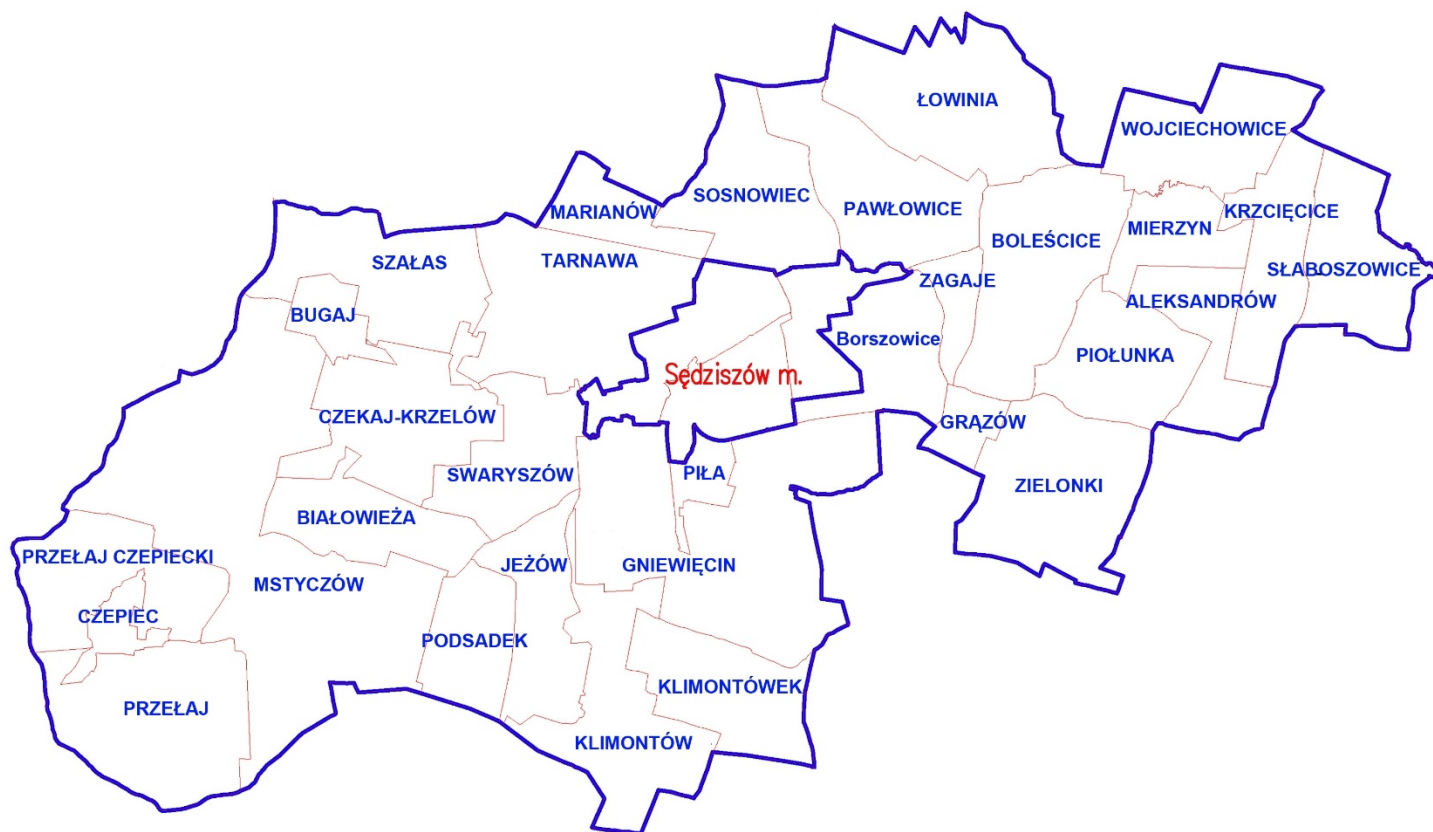 ŁOWINIA
WOJCIECHOWICE
SOSNOWIEC
MARIANÓW
PAWŁOWICE
KRZCIĘCICE
MIERZYN
BOLEŚCICE
SZAŁAS
TARNAWA
ZAGAJE
SŁABOSZOWICE
ALEKSANDRÓW
BUGAJ
Borszowice
PIOŁUNKA
Sędziszów m.
CZEKAJ-KRZELÓW
GRĄZÓW
SWARYSZÓW
PIŁA
ZIELONKI
BIAŁOWIEŻA
PRZEŁAJ CZEPIECKI
JEŻÓW
GNIEWIĘCIN
MSTYCZÓW
CZEPIEC
PODSADEK
KLIMONTÓWEK
PRZEŁAJ
KLIMONTÓW